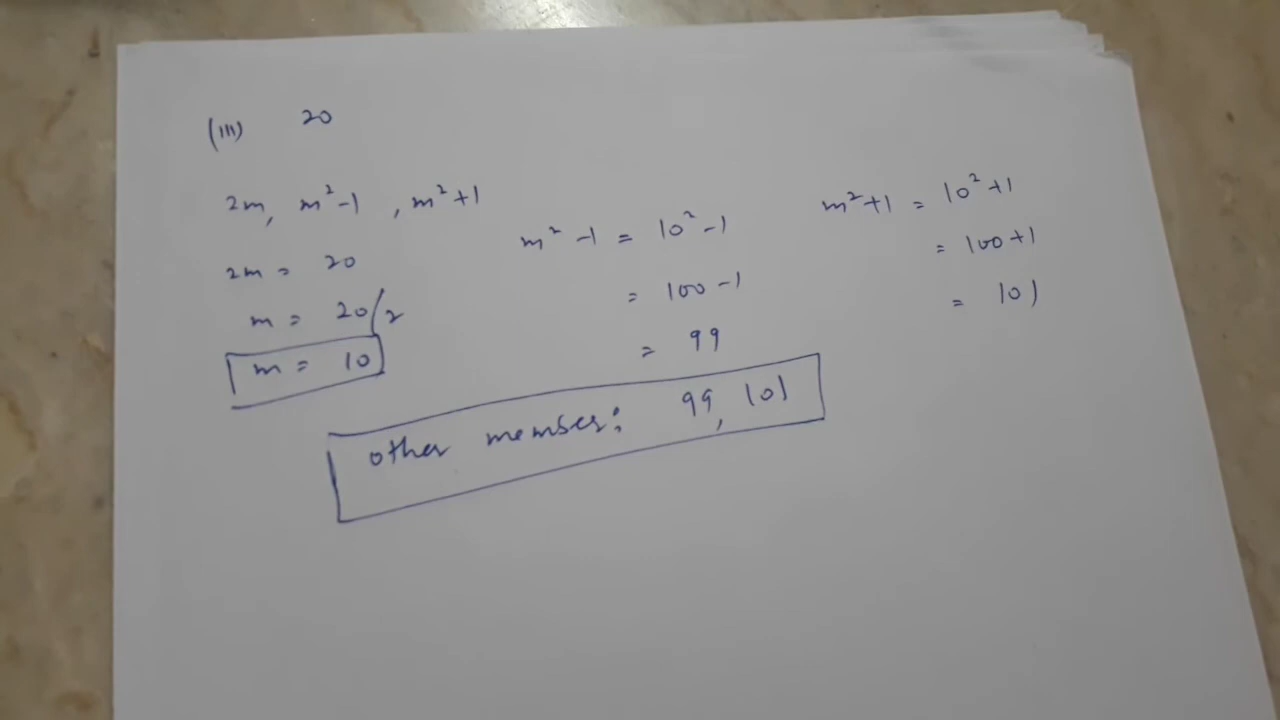 (III) 20
2m, m²-1, m²+1
2m = 20
m = 20/2
m = 10
m²-1 = 10²-1
= 100-1
= 99
m²+1 = 10²+1
= 100+1
= 101
other member: 99, 101